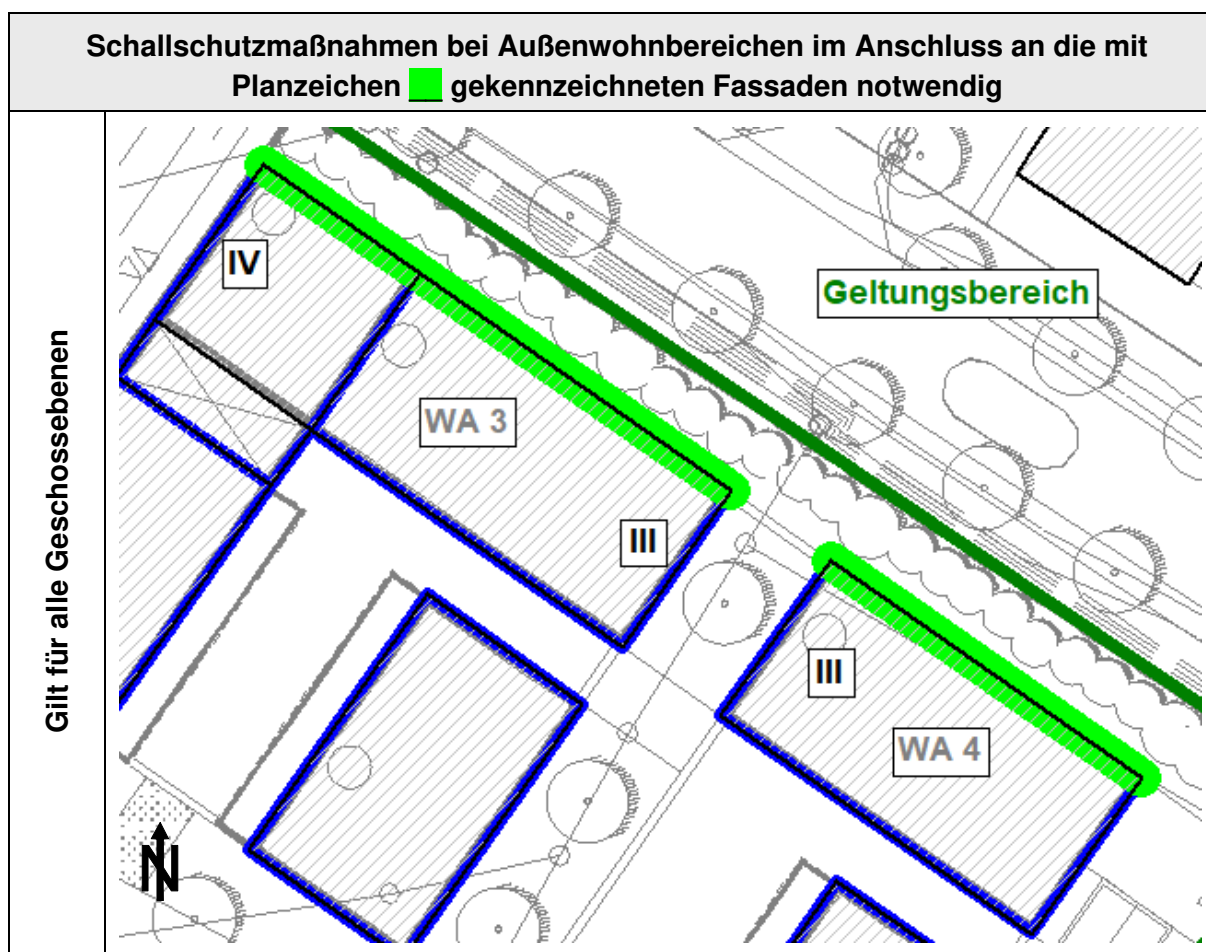 Schallschutzmaßnahmen bei Außenwohnbereichen im Anschluss an die mit
Planzeichen __ gekennzeichneten Fassaden notwendig
Gilt für alle Geschossebenen
IV
Geltungsbereich
WA 3
III
III
WA 4
N